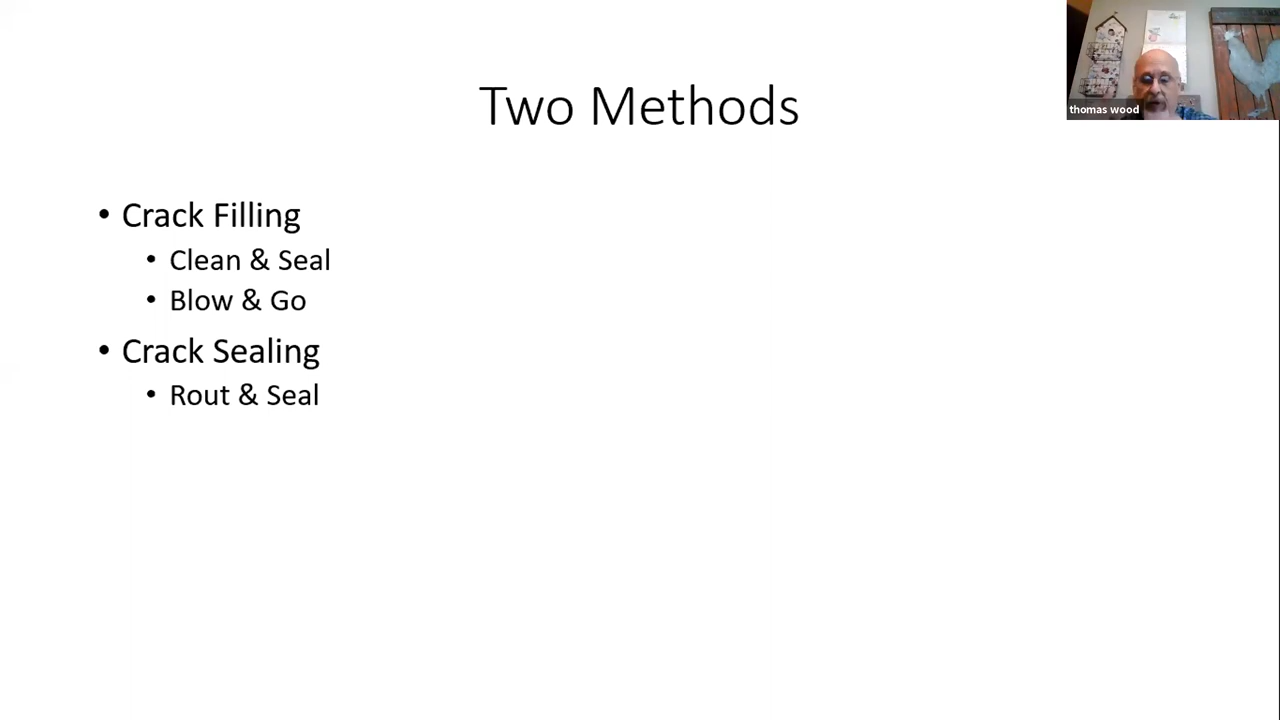 Two Methods
thomas wood
• Crack Filling
• Clean & Seal
• Blow & Go
• Crack Sealing
• Rout & Seal